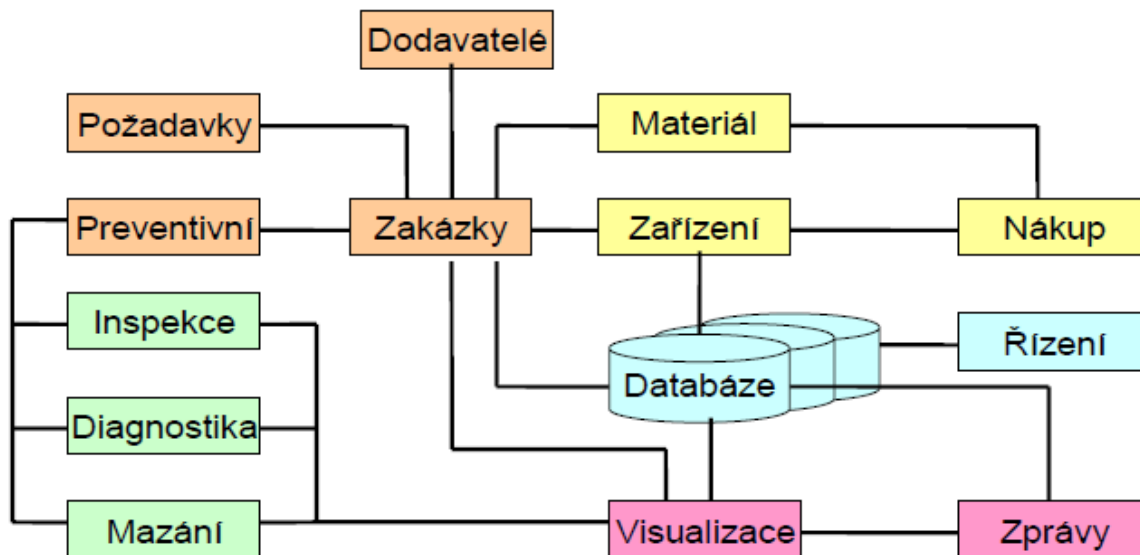 Dodavatelé
Požadavky
Materiál
Preventivní
Zakázky
Zařízení
Nákup
Inspekce
Řízení
Databáze
Diagnostika
Mazání
Visualizace
Zprávy